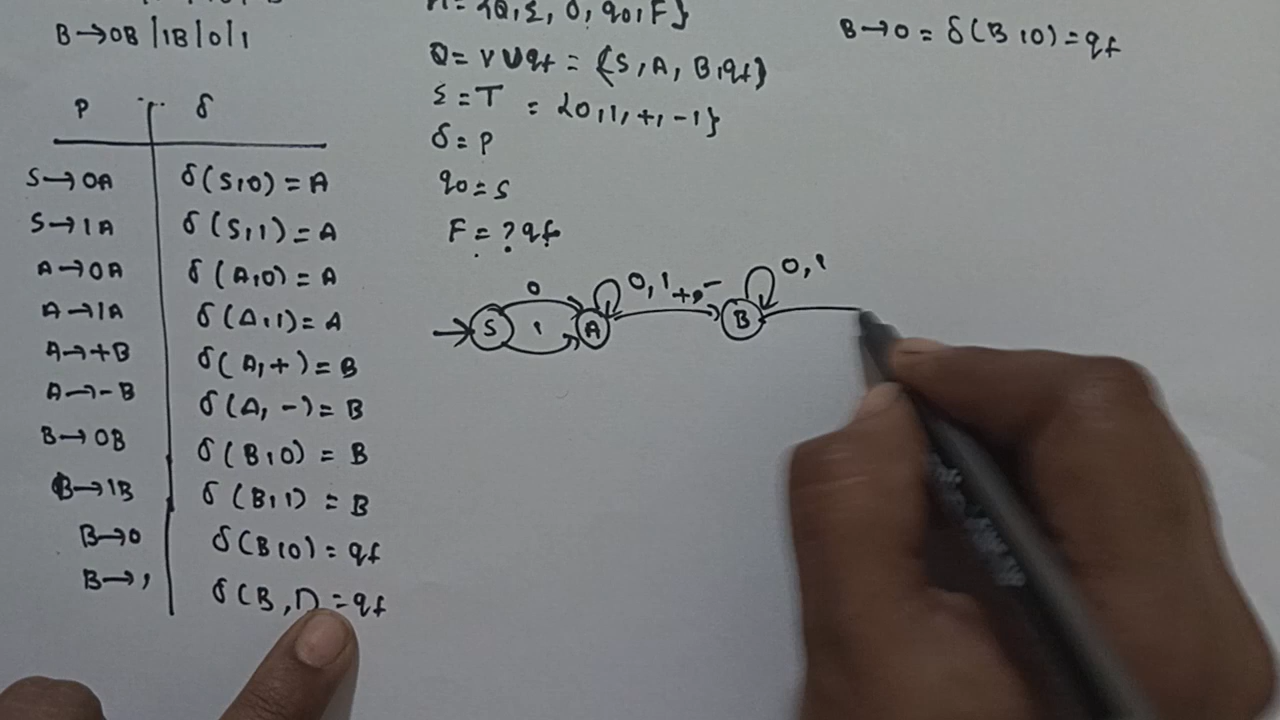 B→0B |1B|0|1
P δ
S→0A δ(S,0)=A
S→1A δ(S,1)=A
A→0A δ(A,0)=A
A→1A δ(A,1)=A
A→+B δ(A,+)=B
A→-B δ(A,-)=B
B→0B δ(B,0)=B
B→1B δ(B,1)=B
B→0 δ(B,0)=qf
B→1 δ(B,1)=qf
Q=VUqf={S,A,B,qf}
Σ=T={0,1,+,-}
δ=P
q0=S
F=?qf
S 0 1 A 0,1 +,- B 0,1
B→0=δ(B,0)=qf